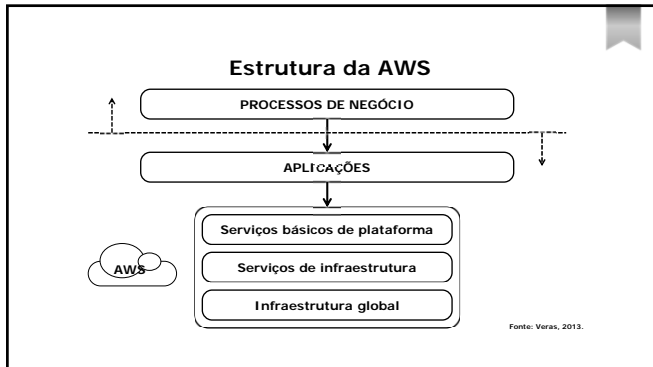 Estrutura da AWS
PROCESSOS DE NEGÓCIO
APLICAÇÕES
Serviços básicos de plataforma
AWS
Serviços de infraestrutura
Infraestrutura global
Fonte: Veras, 2013.